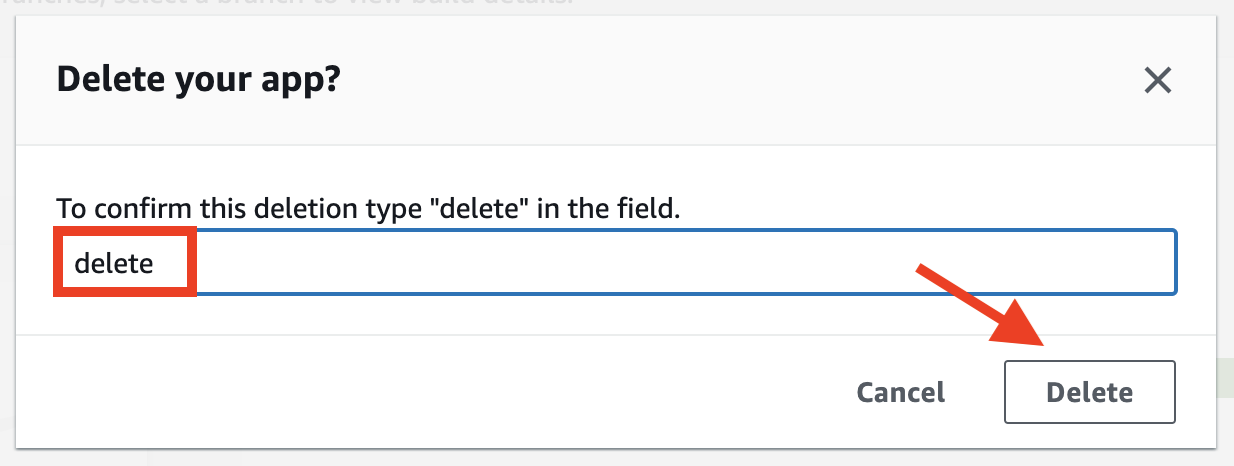 ranches, select a branch to view build details.
Delete your app?
To confirm this deletion type "delete" in the field.
delete
Cancel
Delete